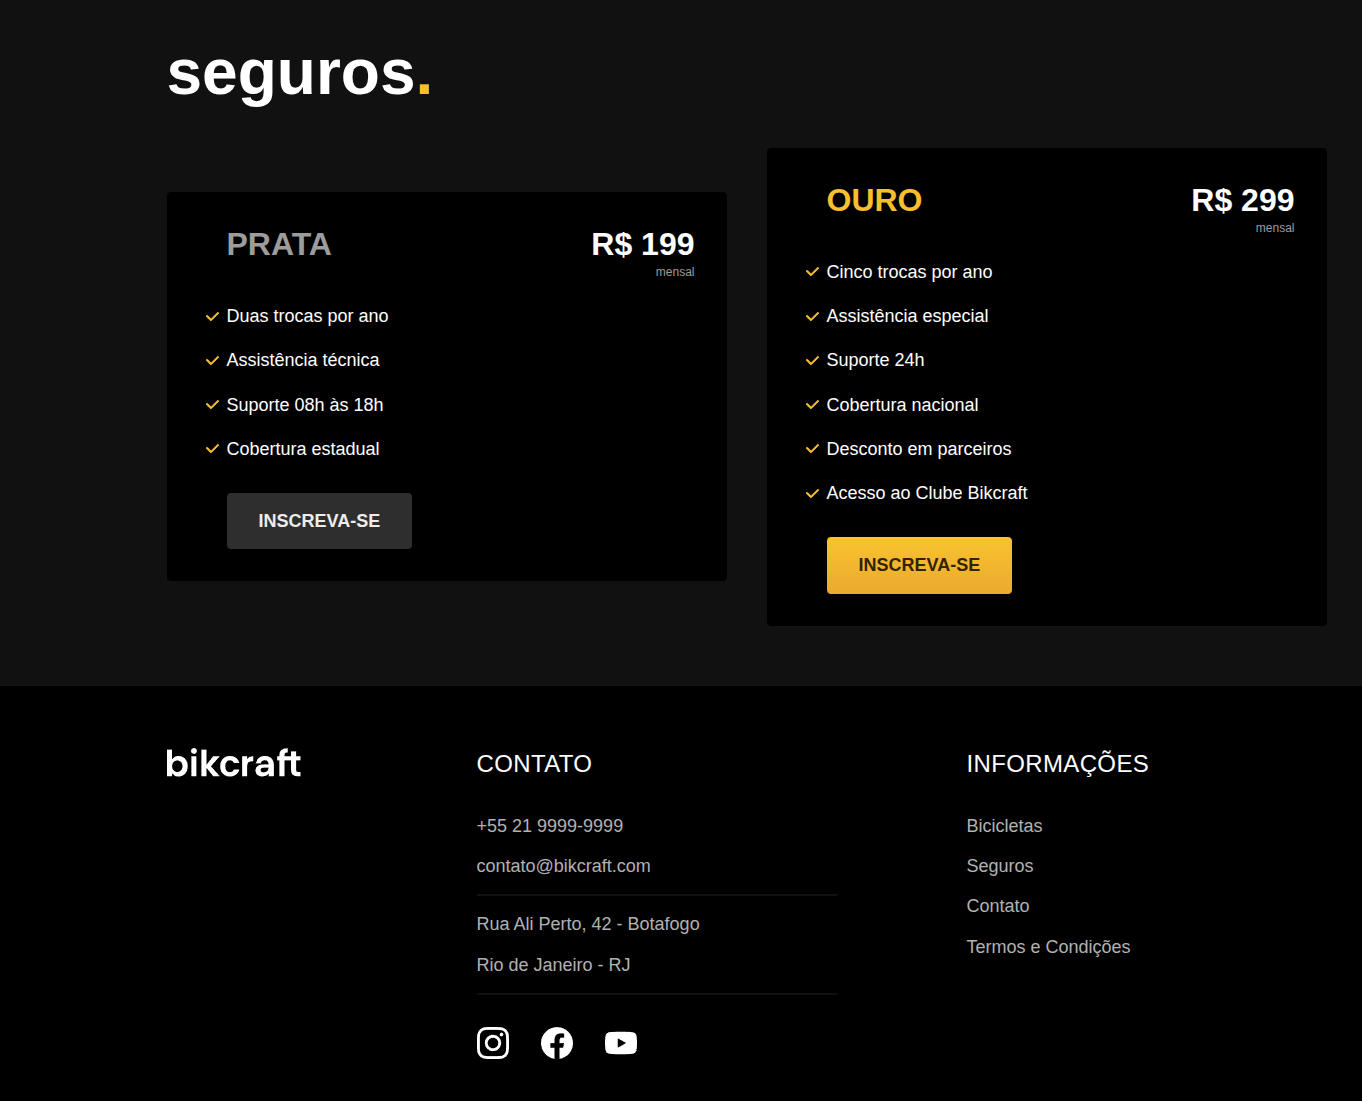 seguros.
PRATA
R$ 199
mensal
Duas trocas por ano
Assistência técnica
Suporte 08h às 18h
Cobertura estadual
INSCREVA-SE
OURO
R$ 299
mensal
Cinco trocas por ano
Assistência especial
Suporte 24h
Cobertura nacional
Desconto em parceiros
Acesso ao Clube Bikcraft
INSCREVA-SE
bikcraft
CONTATO
+55 21 9999-9999
contato@bikcraft.com
Rua Ali Perto, 42 - Botafogo
Rio de Janeiro - RJ
INFORMAÇÕES
Bicicletas
Seguros
Contato
Termos e Condições